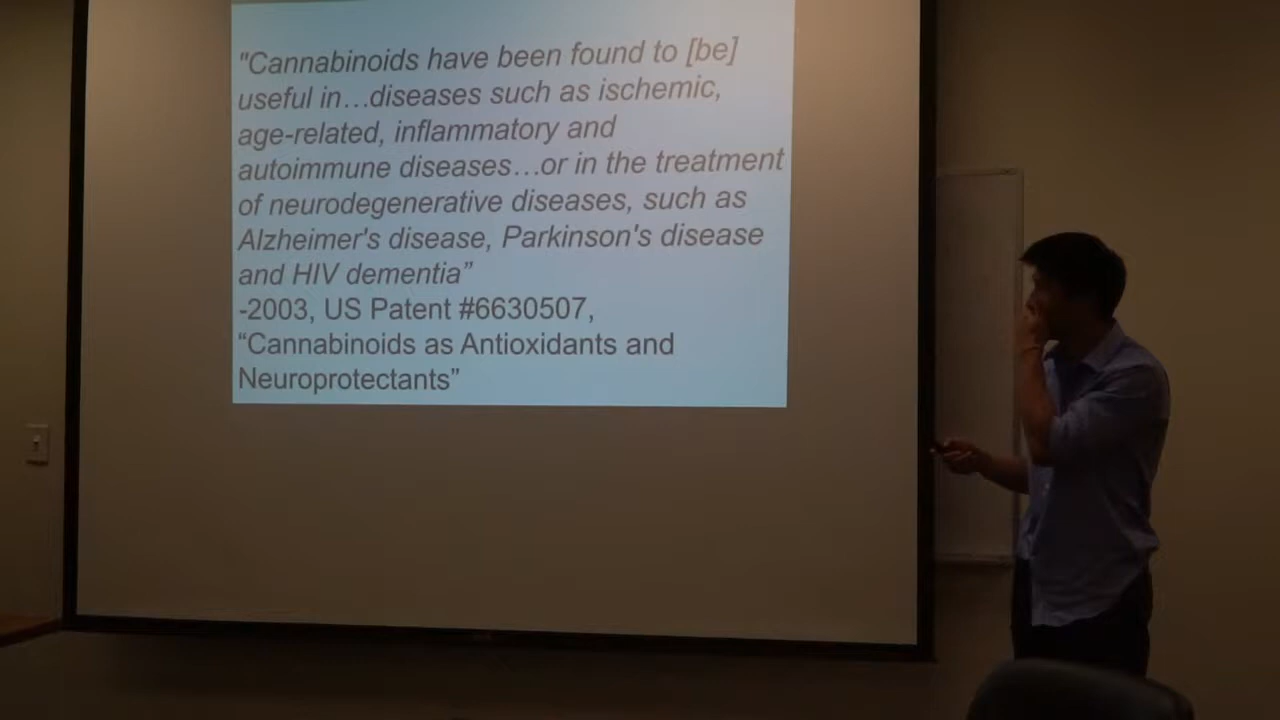 "Cannabinoids have been found to [be]
useful in…diseases such as ischemic,
age-related, inflammatory and
autoimmune diseases…or in the treatment
of neurodegenerative diseases, such as
Alzheimer's disease, Parkinson's disease
and HIV dementia”
-2003, US Patent #6630507,
“Cannabinoids as Antioxidants and
Neuroprotectants”